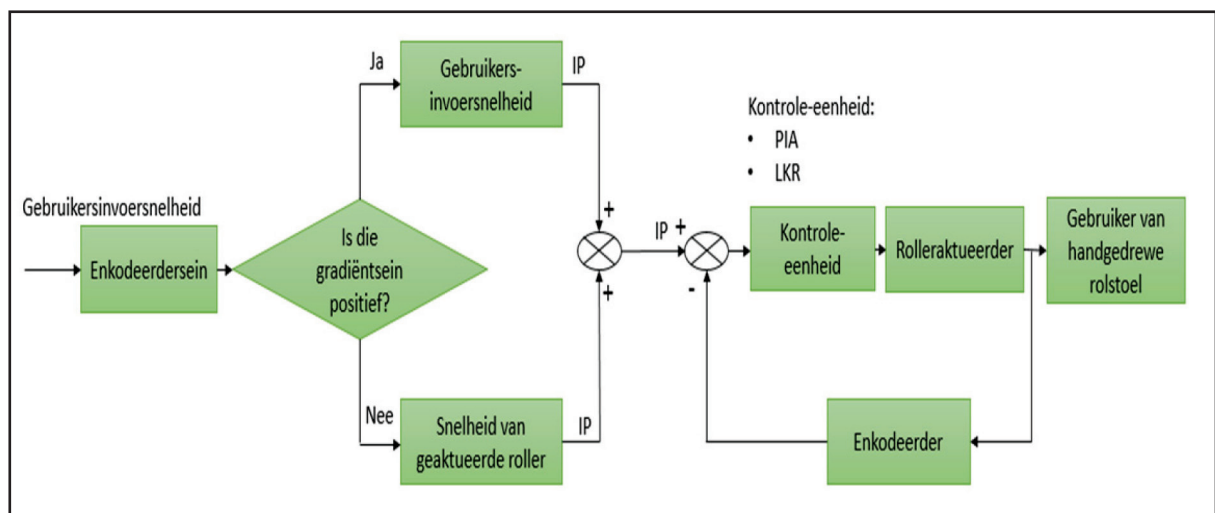 Gebruikersinvoersnelheid
Enkodeerdersein
Is die
gradiëntsein
positief?
Ja
Gebruikers-
invoersnelheid
IP
Nee
Snelheid van
geaktueerde roller
IP
+
+
IP
+
-
Kontrole-eenheid:
• PIA
• LKR
Kontrole-
eenheid
Rolleraktueerder
Gebruiker van
handgedrewe
rolstoel
Enkodeerder